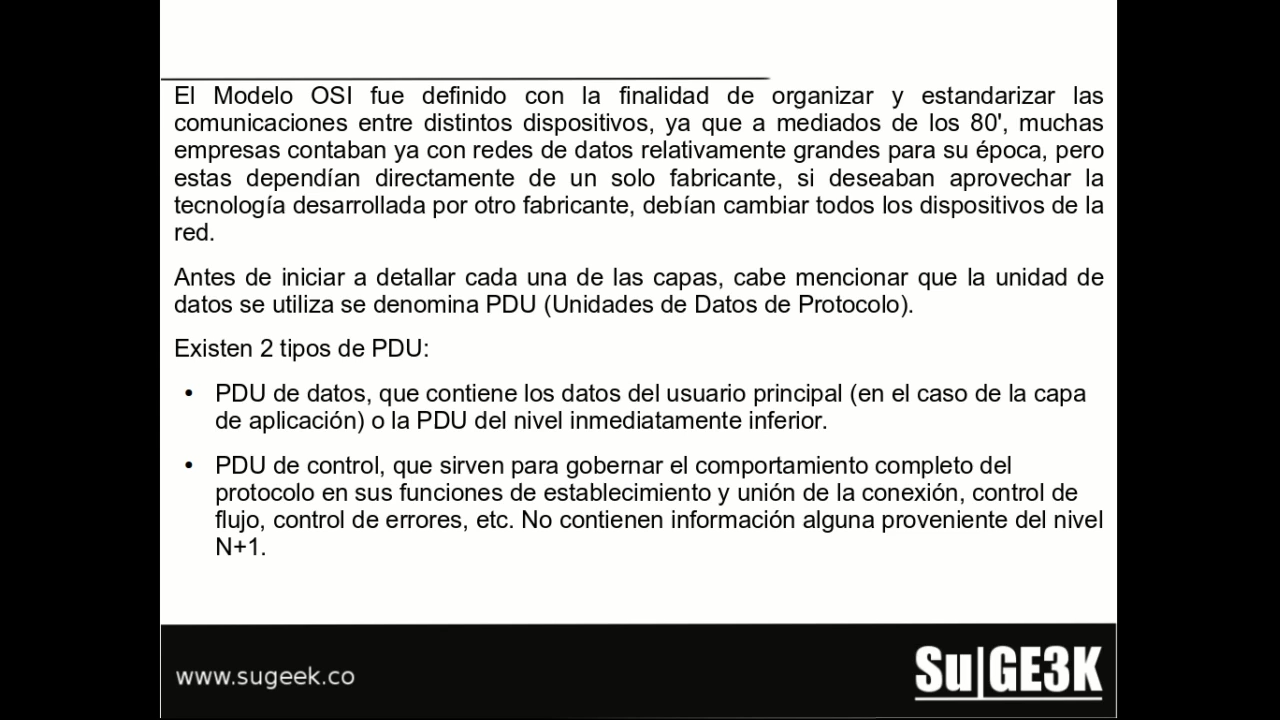 El Modelo OSI fue definido con la finalidad de organizar y estandarizar las
comunicaciones entre distintos dispositivos, ya que a mediados de los 80', muchas
empresas contaban ya con redes de datos relativamente grandes para su época, pero
estas dependían directamente de un solo fabricante, si deseaban aprovechar la
tecnología desarrollada por otro fabricante, debían cambiar todos los dispositivos de la
red.
Antes de iniciar a detallar cada una de las capas, cabe mencionar que la unidad de
datos se utiliza se denomina PDU (Unidades de Datos de Protocolo).
Existen 2 tipos de PDU:
• PDU de datos, que contiene los datos del usuario principal (en el caso de la capa
de aplicación) o la PDU del nivel inmediatamente inferior.
• PDU de control, que sirven para gobernar el comportamiento completo del
protocolo en sus funciones de establecimiento y unión de la conexión, control de
flujo, control de errores, etc. No contienen información alguna proveniente del nivel
N+1.
www.sugeek.co
Su|GE3K